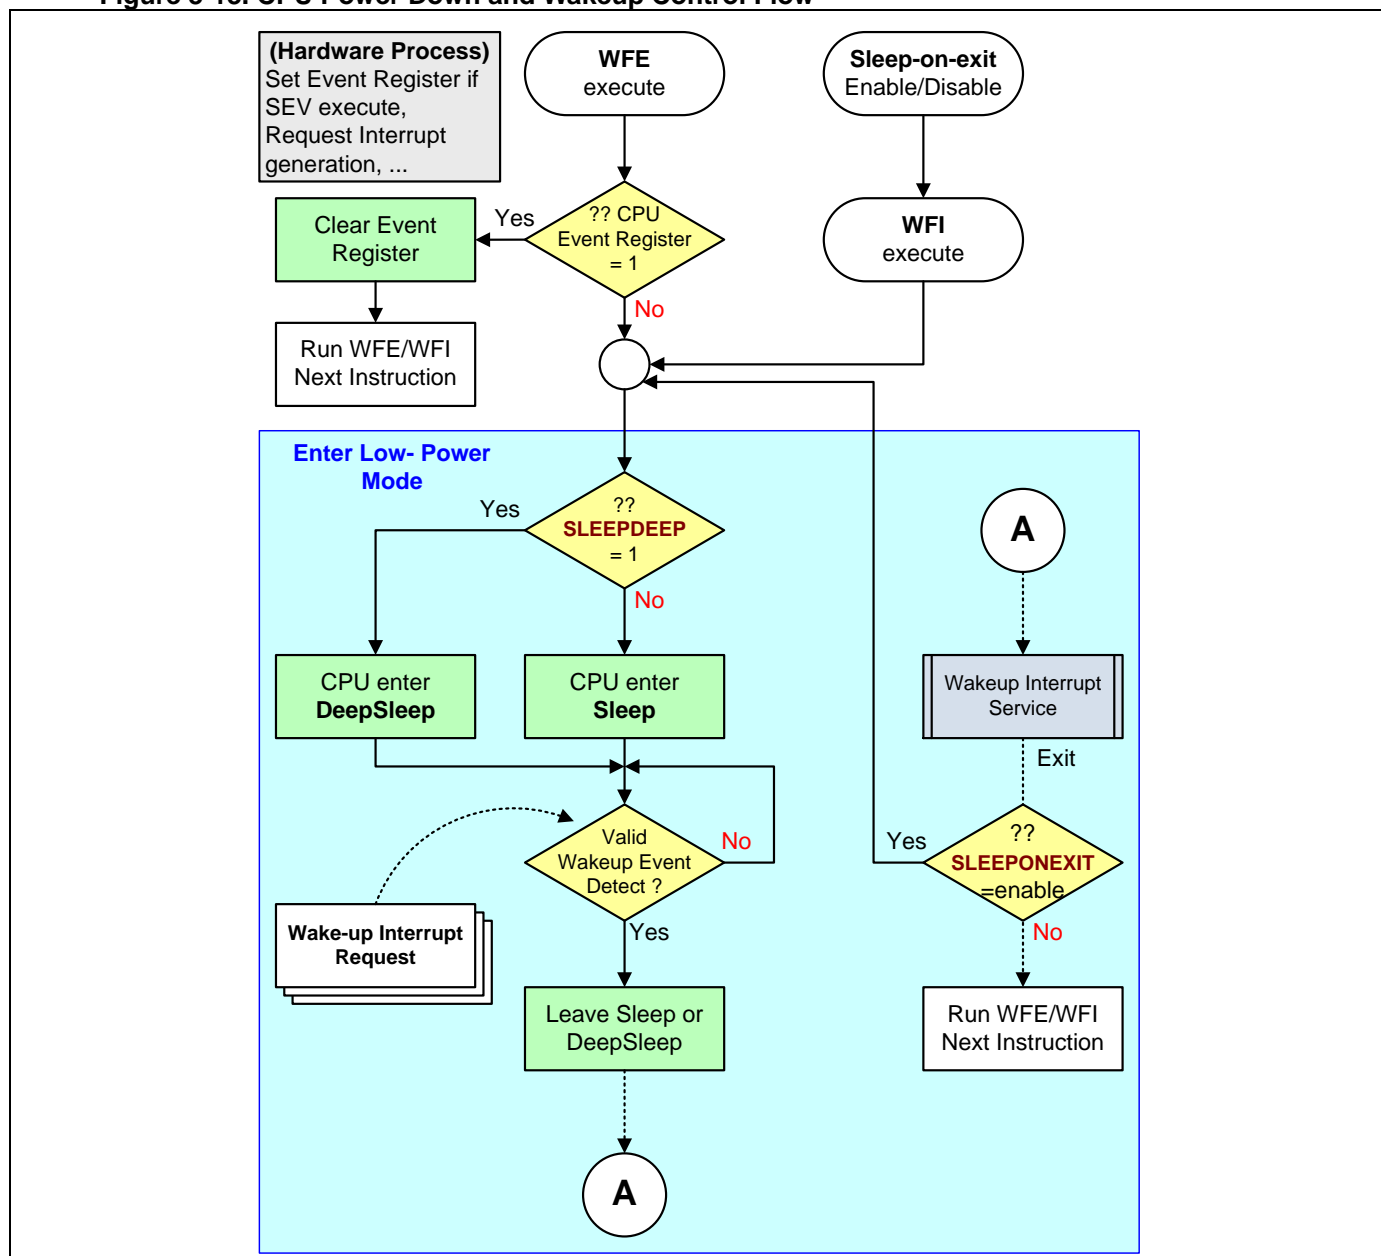 (Hardware Process)
Set Event Register if
SEV execute,
Request Interrupt
generation, ...
WFE
execute
Sleep-on-exit
Enable/Disable
Clear Event
Register
Yes
?? CPU
Event Register
= 1
No
WFI
execute
Run WFE/WFI
Next Instruction
Enter Low- Power
Mode
Yes
??
SLEEPDEEP
= 1
No
A
CPU enter
DeepSleep
CPU enter
Sleep
Wakeup Interrupt
Service
Exit
Valid
Wakeup Event
Detect ?
No
Yes
Yes
??
SLEEPONEXIT
=enable
No
Wake-up Interrupt
Request
Leave Sleep or
DeepSleep
Run WFE/WFI
Next Instruction
A